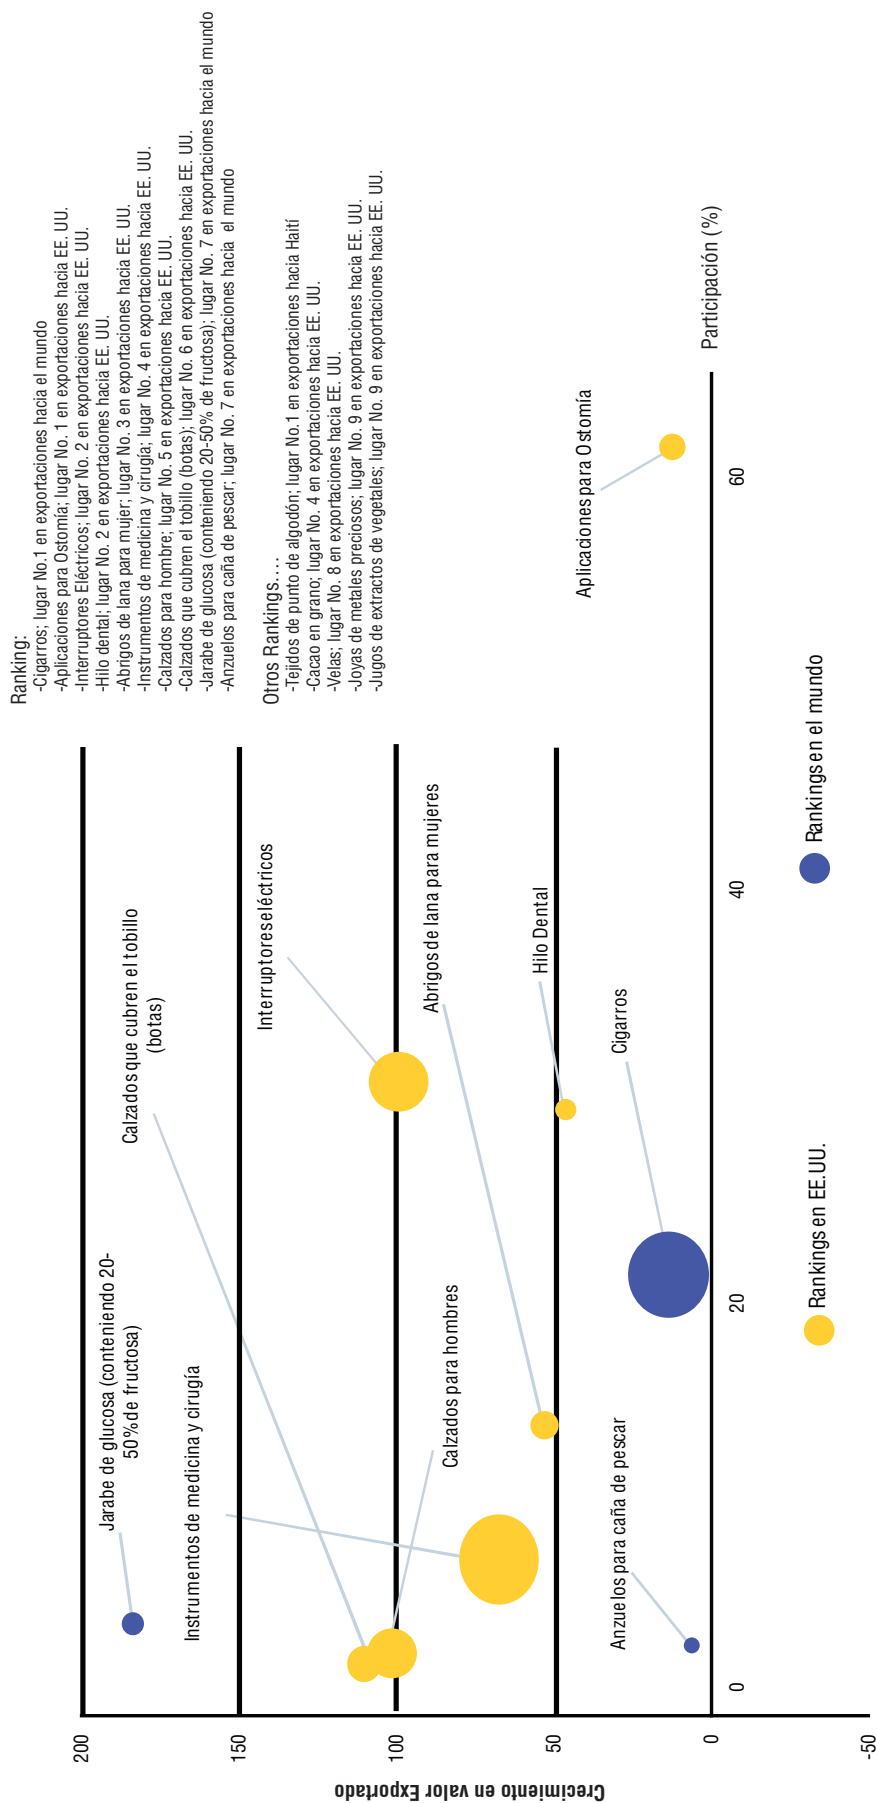 Ranking:
-Cigarros; lugar No.1 en exportaciones hacia el mundo
-Aplicaciones para Ostomía; lugar No. 1 en exportaciones hacia EE. UU.
-Interruptores Eléctricos; lugar No. 2 en exportaciones hacia EE. UU.
-Hilo dental; lugar No. 2 en exportaciones hacia EE. UU.
-Abrigos de lana para mujer; lugar No. 3 en exportaciones hacia EE. UU.
-Instrumentos de medicina y cirugía; lugar No. 4 en exportaciones hacia EE. UU.
-Calzados para hombre; lugar No. 5 en exportaciones hacia EE. UU.
-Calzados que cubren el tobillo (botas); lugar No. 6 en exportaciones hacia EE. UU.
-Jarabe de glucosa (conteniendo 20-50% de fructosa); lugar No. 7 en exportaciones hacia el mundo
-Anzuelos para caña de pescar; lugar No. 7 en exportaciones hacia el mundo
Otros Rankings....
-Tejidos de punto de algodón; lugar No.1 en exportaciones hacia Haití
-Cacao en grano; lugar No. 4 en exportaciones hacia EE. UU.
-Velas; lugar No. 8 en exportaciones hacia EE. UU.
-Joyas de metales preciosos; lugar No. 9 en exportaciones hacia EE. UU.
-Jugos de extractos de vegetales; lugar No. 9 en exportaciones hacia EE. UU.
Crecimiento en valor Exportado
200
150
100
50
0
-50
Jarabe de glucosa (conteniendo 20-
50% de fructosa)
Calzados que cubren el tobillo
(botas)
Instrumentos de medicina y cirugía
Interruptores eléctricos
Abrigos de lana para mujeres
Calzados para hombres
Hilo Dental
Cigarros
Aplicaciones para Ostomía
Anzuelos para caña de pescar
Participación (%)
0
20
40
60
Rankings en EE.UU.
Rankings en el mundo